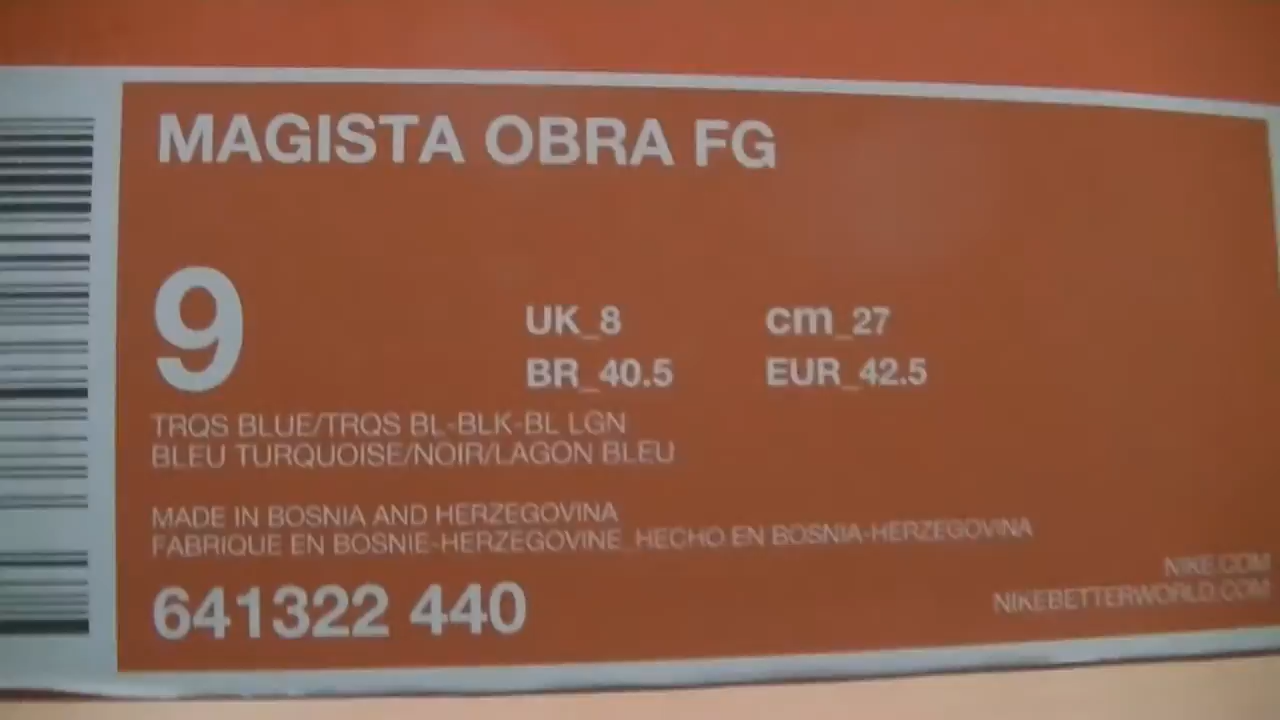 MAGISTA OBRA FG
9
UK_8 cm_27
BR_40.5 EUR_42.5
TRQS BLUE/TRQS BL-BLK-BL LGN
BLEU TURQUOISE/NOIR/LAGON BLEU
MADE IN BOSNIA AND HERZEGOVINA
FABRIQUE EN BOSNIE-HERZEGOVINE_HECHO EN BOSNIA-HERZEGOVINA
641322 440
NIKE.COM
NIKEBETTERWORLD.COM